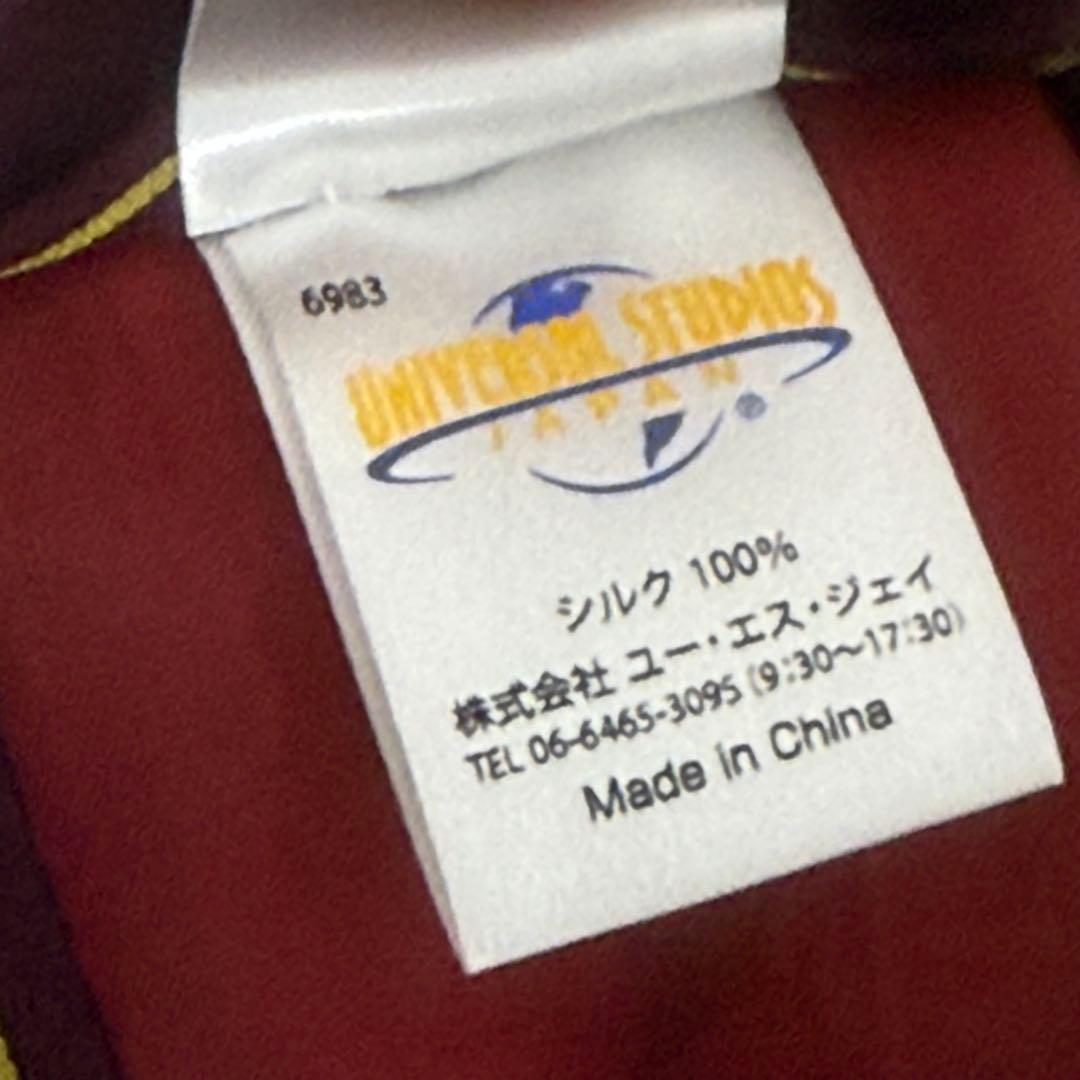 6983
UNIVERSAL STUDIOS
JAPAN
シルク 100%
株式会社 ユー・エス・ジェイ
TEL 06-6465-3095 (9:30〜17:30)
Made in China